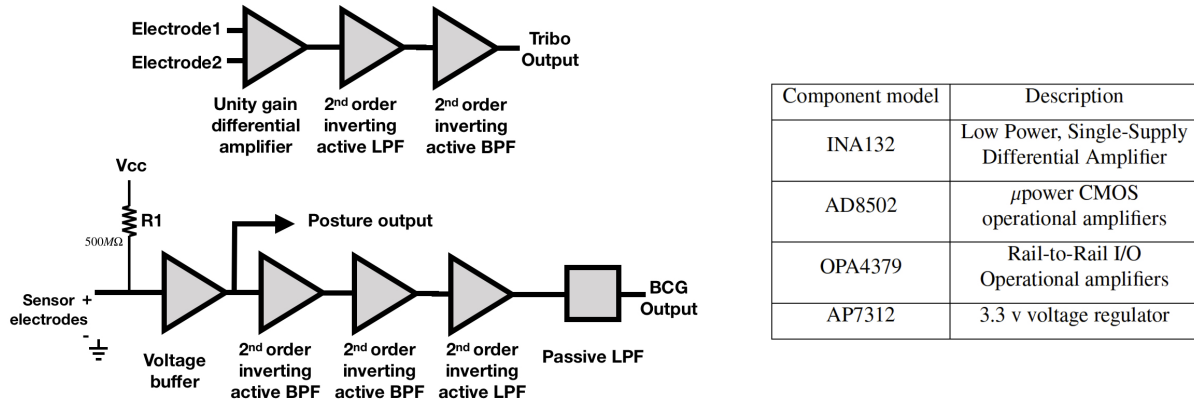 Electrode1
Electrode2
Tribo
Output
Unity gain
differential
amplifier
2nd order
inverting
active LPF
2nd order
inverting
active BPF
Vcc
R1
500MΩ
Posture output
Sensor +
electrodes
-
BCG
Output
Voltage
buffer
2nd order
inverting
active BPF
2nd order
inverting
active BPF
2nd order
inverting
active LPF
Passive LPF
Component model Description
INA132 Low Power, Single-Supply
Differential Amplifier
AD8502 μpower CMOS
operational amplifiers
OPA4379 Rail-to-Rail I/O
Operational amplifiers
AP7312 3.3 v voltage regulator